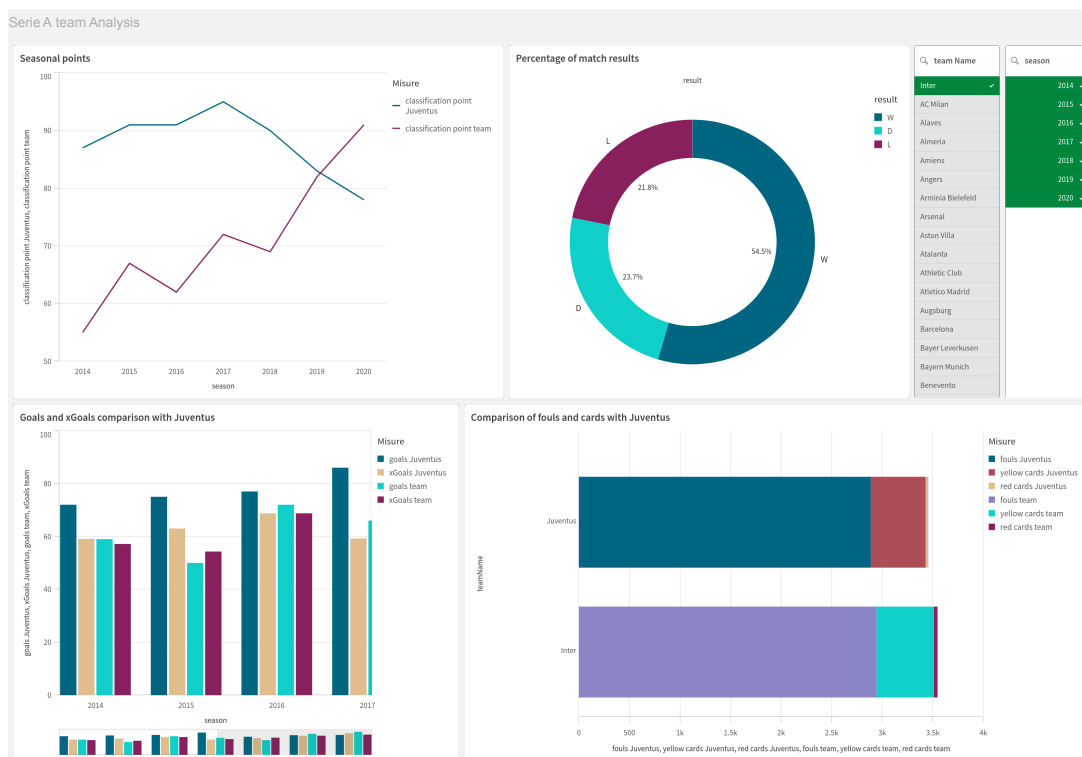 Serie A team Analysis
Seasonal points
classification point Juventus, classification point team
100
90
80
70
60
50
2014
2015
2016
2017
2018
2019
2020
season
Misure
classification point
Juventus
classification point team
Percentage of match results
result
L
21.8%
54.5%
W
23.7%
D
result
W
D
L
team Name
Inter
AC Milan
Alaves
Almeria
Amiens
Angers
Arminia Bielefeld
Arsenal
Aston Villa
Atalanta
Athletic Club
Atletico Madrid
Augsburg
Barcelona
Bayer Leverkusen
Bayern Munich
Benevento
season
2014
2015
2016
2017
2018
2019
2020
Goals and xGoals comparison with Juventus
goals Juventus, xGoals Juventus, goals team, xGoals team
100
80
60
40
20
0
2014
2015
2016
2017
season
Misure
goals Juventus
xGoals Juventus
goals team
xGoals team
Comparison of fouls and cards with Juventus
teamName
Juventus
Inter
0
500
1k
1.5k
2k
2.5k
3k
3.5k
4k
fouls Juventus, yellow cards Juventus, red cards Juventus, fouls team, yellow cards team, red cards team
Misure
fouls Juventus
yellow cards Juventus
red cards Juventus
fouls team
yellow cards team
red cards team